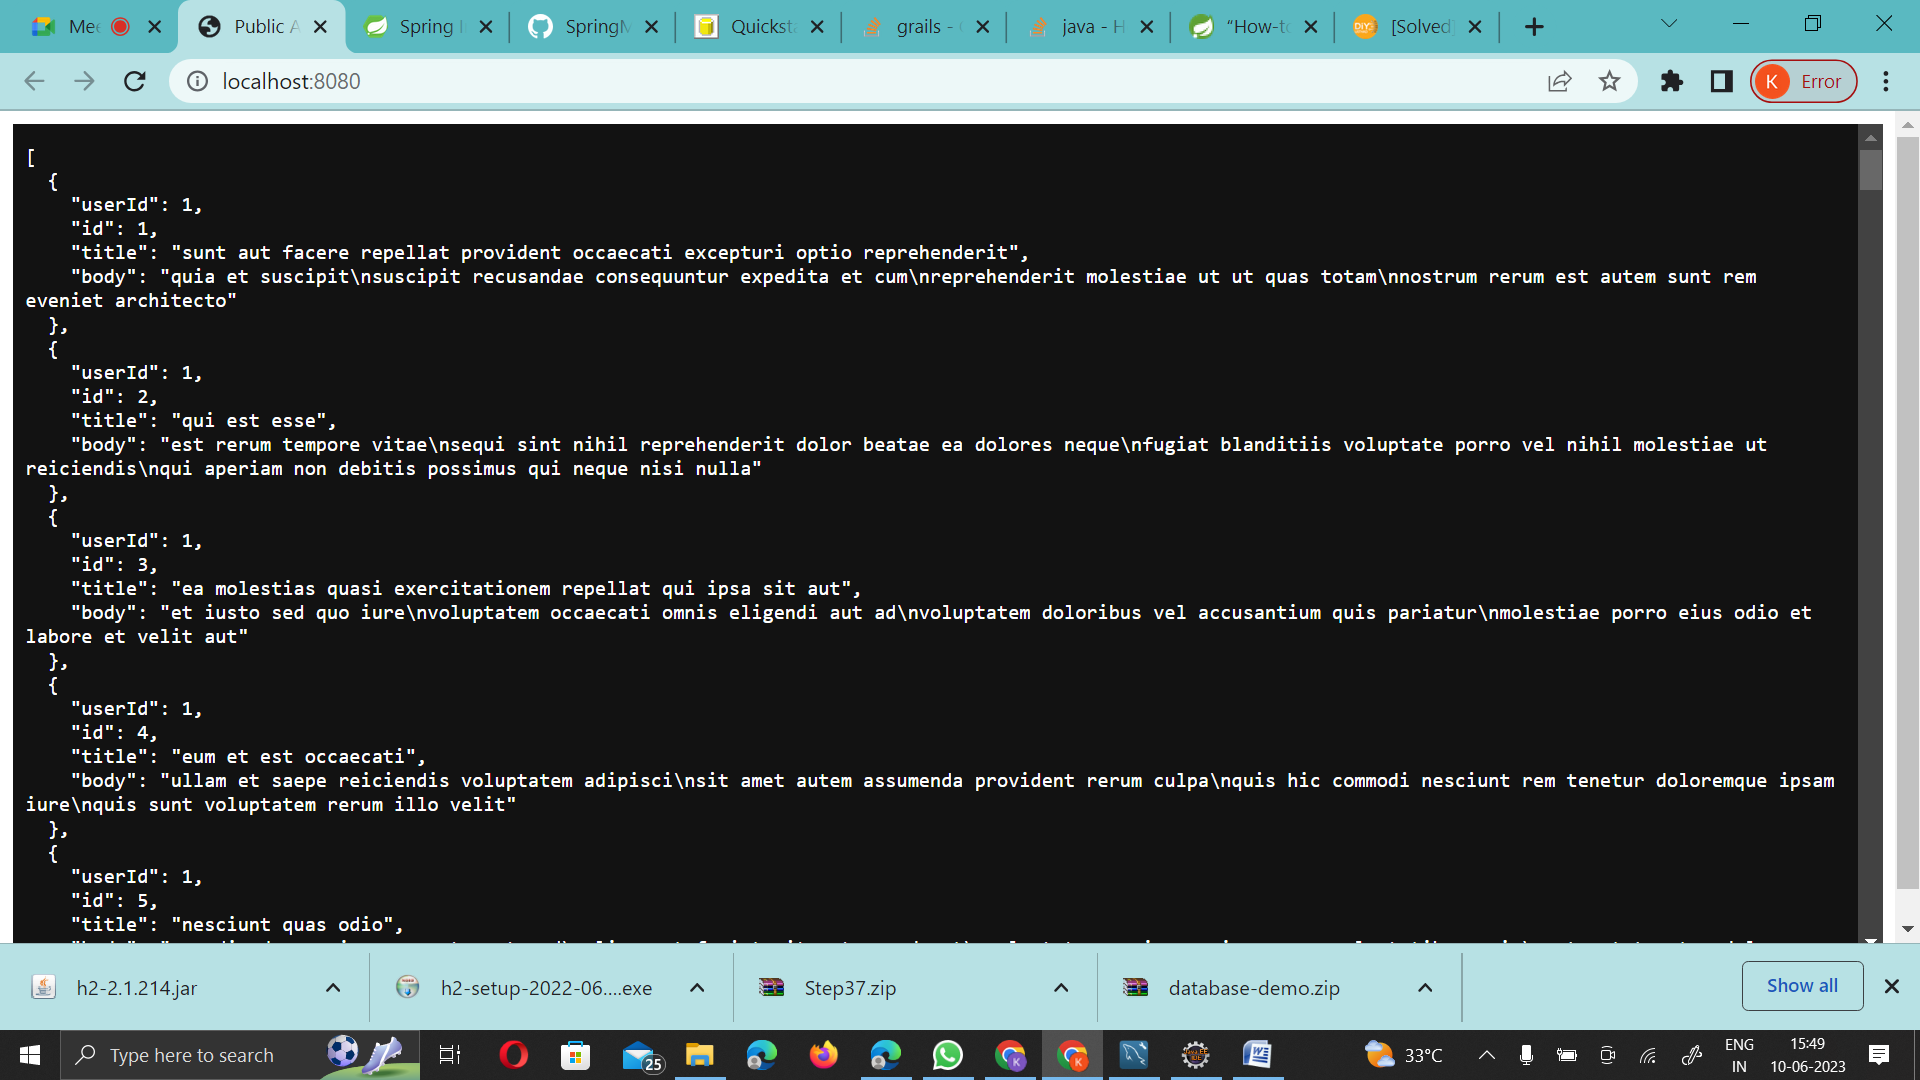 Mee
Public A
Spring I
SpringM
Quicksta
grails -
java - H
“How-to
[Solved]
localhost:8080
K Error
[
{
"userId": 1,
"id": 1,
"title": "sunt aut facere repellat provident occaecati excepturi optio reprehenderit",
"body": "quia et suscipit\nsuscipit recusandae consequuntur expedita et cum\nreprehenderit molestiae ut ut quas totam\nnostrum rerum est autem sunt rem
eveniet architecto"
},
{
"userId": 1,
"id": 2,
"title": "qui est esse",
"body": "est rerum tempore vitae\nsequi sint nihil reprehenderit dolor beatae ea dolores neque\nfugiat blanditiis voluptate porro vel nihil molestiae ut
reiciendis\nqui aperiam non debitis possimus qui neque nisi nulla"
},
{
"userId": 1,
"id": 3,
"title": "ea molestias quasi exercitationem repellat qui ipsa sit aut",
"body": "et iusto sed quo iure\nvoluptatem occaecati omnis eligendi aut ad\nvoluptatem doloribus vel accusantium quis pariatur\nmolestiae porro eius odio et
labore et velit aut"
},
{
"userId": 1,
"id": 4,
"title": "eum et est occaecati",
"body": "ullam et saepe reiciendis voluptatem adipisci\nsit amet autem assumenda provident rerum culpa\nquis hic commodi nesciunt rem tenetur doloremque ipsam
iure\nquis sunt voluptatem rerum illo velit"
},
{
"userId": 1,
"id": 5,
"title": "nesciunt quas odio",
h2-2.1.214.jar
h2-setup-2022-06....exe
Step37.zip
database-demo.zip
Show all
Type here to search
25
33°C
ENG
IN
15:49
10-06-2023